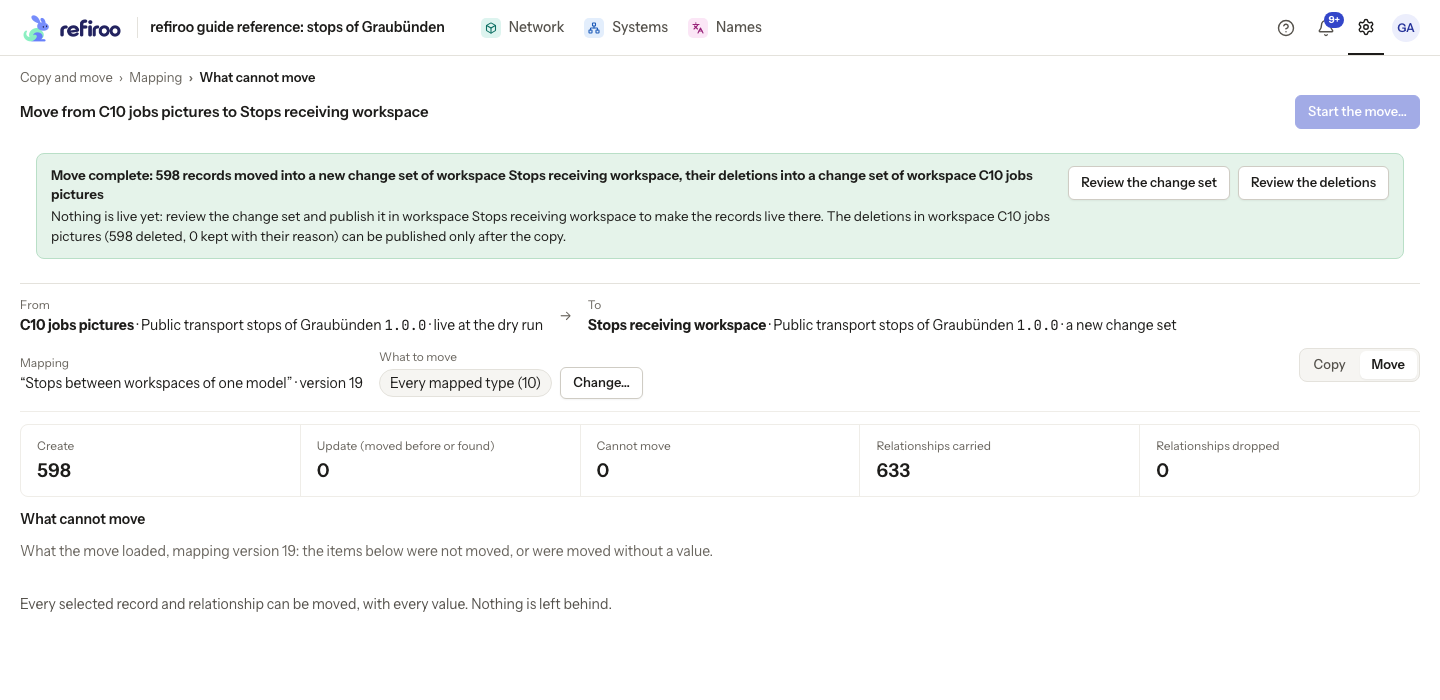 refiroo
refiroo guide reference: stops of Graubünden
Network
Systems
Names
9+
GA
Copy and move › Mapping › What cannot move
Move from C10 jobs pictures to Stops receiving workspace
Start the move…
Move complete: 598 records moved into a new change set of workspace Stops receiving workspace, their deletions into a change set of workspace C10 jobs
pictures
Nothing is live yet: review the change set and publish it in workspace Stops receiving workspace to make the records live there. The deletions in workspace C10 jobs
pictures (598 deleted, 0 kept with their reason) can be published only after the copy.
Review the change set
Review the deletions
From
C10 jobs pictures · Public transport stops of Graubünden 1.0.0 · live at the dry run
→
To
Stops receiving workspace · Public transport stops of Graubünden 1.0.0 · a new change set
Mapping
“Stops between workspaces of one model” · version 19
What to move
Every mapped type (10)
Change…
Copy
Move
Create
598
Update (moved before or found)
0
Cannot move
0
Relationships carried
633
Relationships dropped
0
What cannot move
What the move loaded, mapping version 19: the items below were not moved, or were moved without a value.
Every selected record and relationship can be moved, with every value. Nothing is left behind.